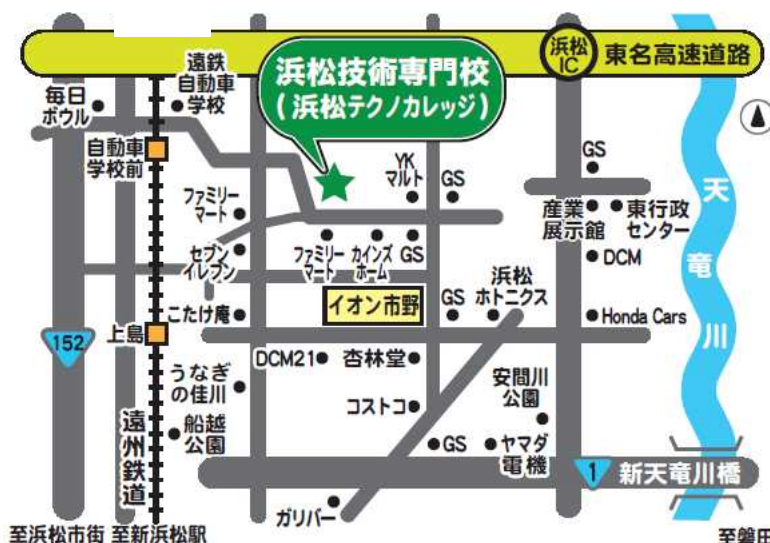 浜松
IC
東名高速道路
遠鉄
自動車
学校
毎日
ボウル
浜松技術専門校
(浜松テクノカレッジ)
自動車
学校前
YK
マルト
GS
GS
ファミリー
マート
産業
展示館
東行政
センター
天竜川
セブン
イレブン
ファミリー
マート
カインズ
ホーム
GS
DCM
浜松
ホトニクス
イオン市野
GS
こたけ庵
Honda Cars
152
上島
DCM21
杏林堂
うなぎ
の佳川
安間川
公園
コストコ
遠州鉄道
船越
公園
GS
ヤマダ
電機
1
新天竜川橋
ガリバー
至浜松市街
至新浜松駅
至磐田